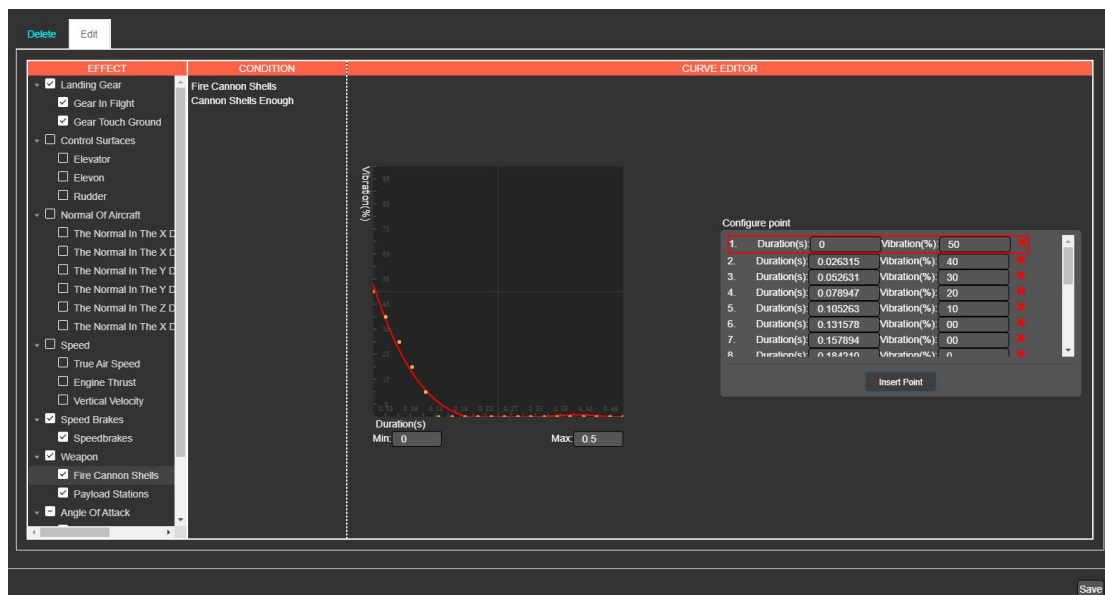 Delete Edit
EFFECT CONDITION CURVE EDITOR
Landing Gear
Gear In Flight
Gear Touch Ground
Control Surfaces
Elevator
Elevon
Rudder
Normal Of Aircraft
The Normal In The X D
The Normal In The X D
The Normal In The Y D
The Normal In The Y D
The Normal In The Z D
The Normal In The X D
Speed
True Air Speed
Engine Thrust
Vertical Velocity
Speed Brakes
Speedbrakes
Weapon
Fire Cannon Shells
Payload Stations
Angle Of Attack
Fire Cannon Shells
Cannon Shells Enough
Vibration(%)
Duration(s)
Min: 0 Max: 0.5
Configure point
1. Duration(s): 0 Vibration(%): 50
2. Duration(s): 0.026315 Vibration(%): 40
3. Duration(s): 0.052631 Vibration(%): 30
4. Duration(s): 0.078947 Vibration(%): 20
5. Duration(s): 0.105263 Vibration(%): 10
6. Duration(s): 0.131578 Vibration(%): 00
7. Duration(s): 0.157894 Vibration(%): 00
8. Duration(s): 0.184210 Vibration(%): 0
Insert Point
Save